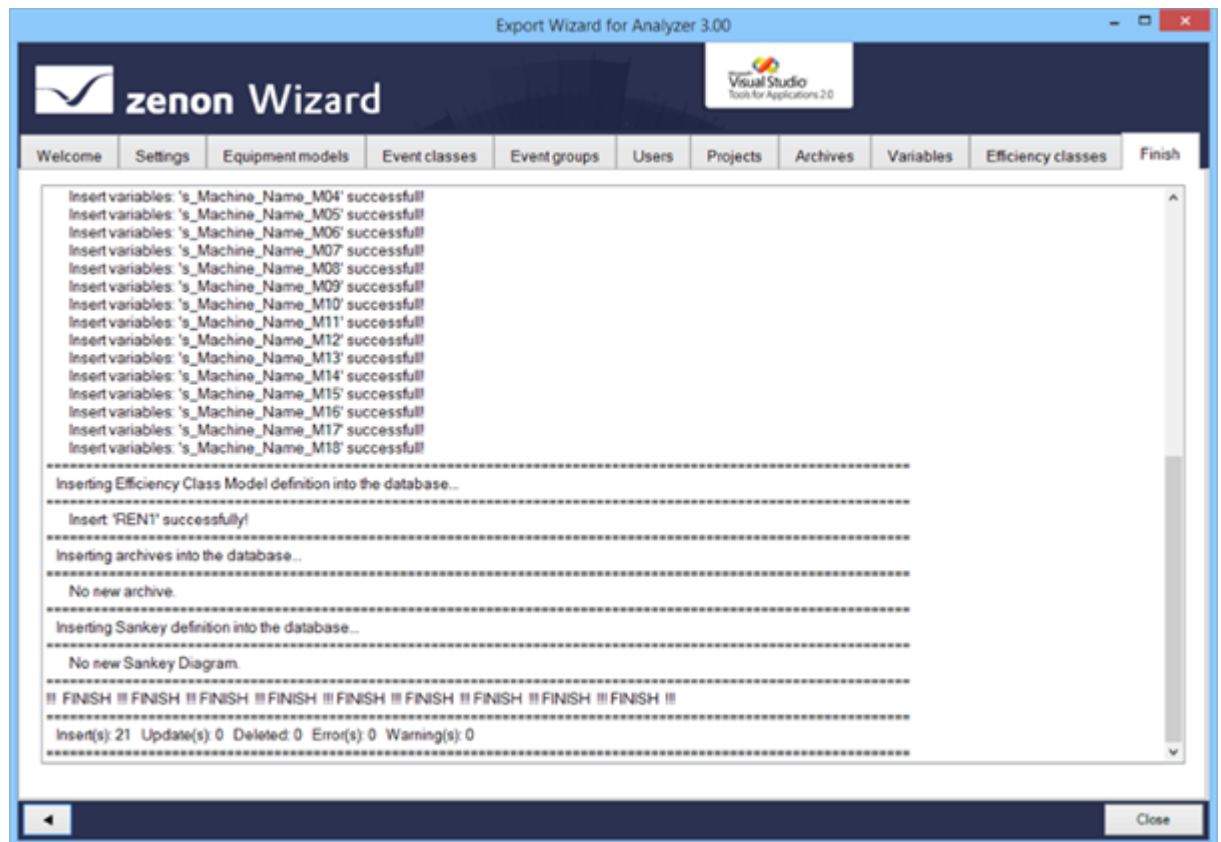 Export Wizard for Analyzer 3.00
zenon Wizard
Microsoft
Visual Studio
Tools for Applications 2.0
Welcome Settings Equipment models Event classes Event groups Users Projects Archives Variables Efficiency classes Finish
Insert variables: 's_Machine_Name_M04' successfull!
Insert variables: 's_Machine_Name_M05' successfull!
Insert variables: 's_Machine_Name_M06' successfull!
Insert variables: 's_Machine_Name_M07' successfull!
Insert variables: 's_Machine_Name_M08' successfull!
Insert variables: 's_Machine_Name_M09' successfull!
Insert variables: 's_Machine_Name_M10' successfull!
Insert variables: 's_Machine_Name_M11' successfull!
Insert variables: 's_Machine_Name_M12' successfull!
Insert variables: 's_Machine_Name_M13' successfull!
Insert variables: 's_Machine_Name_M14' successfull!
Insert variables: 's_Machine_Name_M15' successfull!
Insert variables: 's_Machine_Name_M16' successfull!
Insert variables: 's_Machine_Name_M17' successfull!
Insert variables: 's_Machine_Name_M18' successfull!
Inserting Efficiency Class Model definition into the database...
Insert: 'REN1' successfully!
Inserting archives into the database...
No new archive.
Inserting Sankey definition into the database...
No new Sankey Diagram.
!!! FINISH !!! FINISH !!! FINISH !!! FINISH !!! FINISH !!! FINISH !!! FINISH !!! FINISH !!!
Insert(s): 21 Update(s): 0 Deleted: 0 Error(s): 0 Warning(s): 0
Close